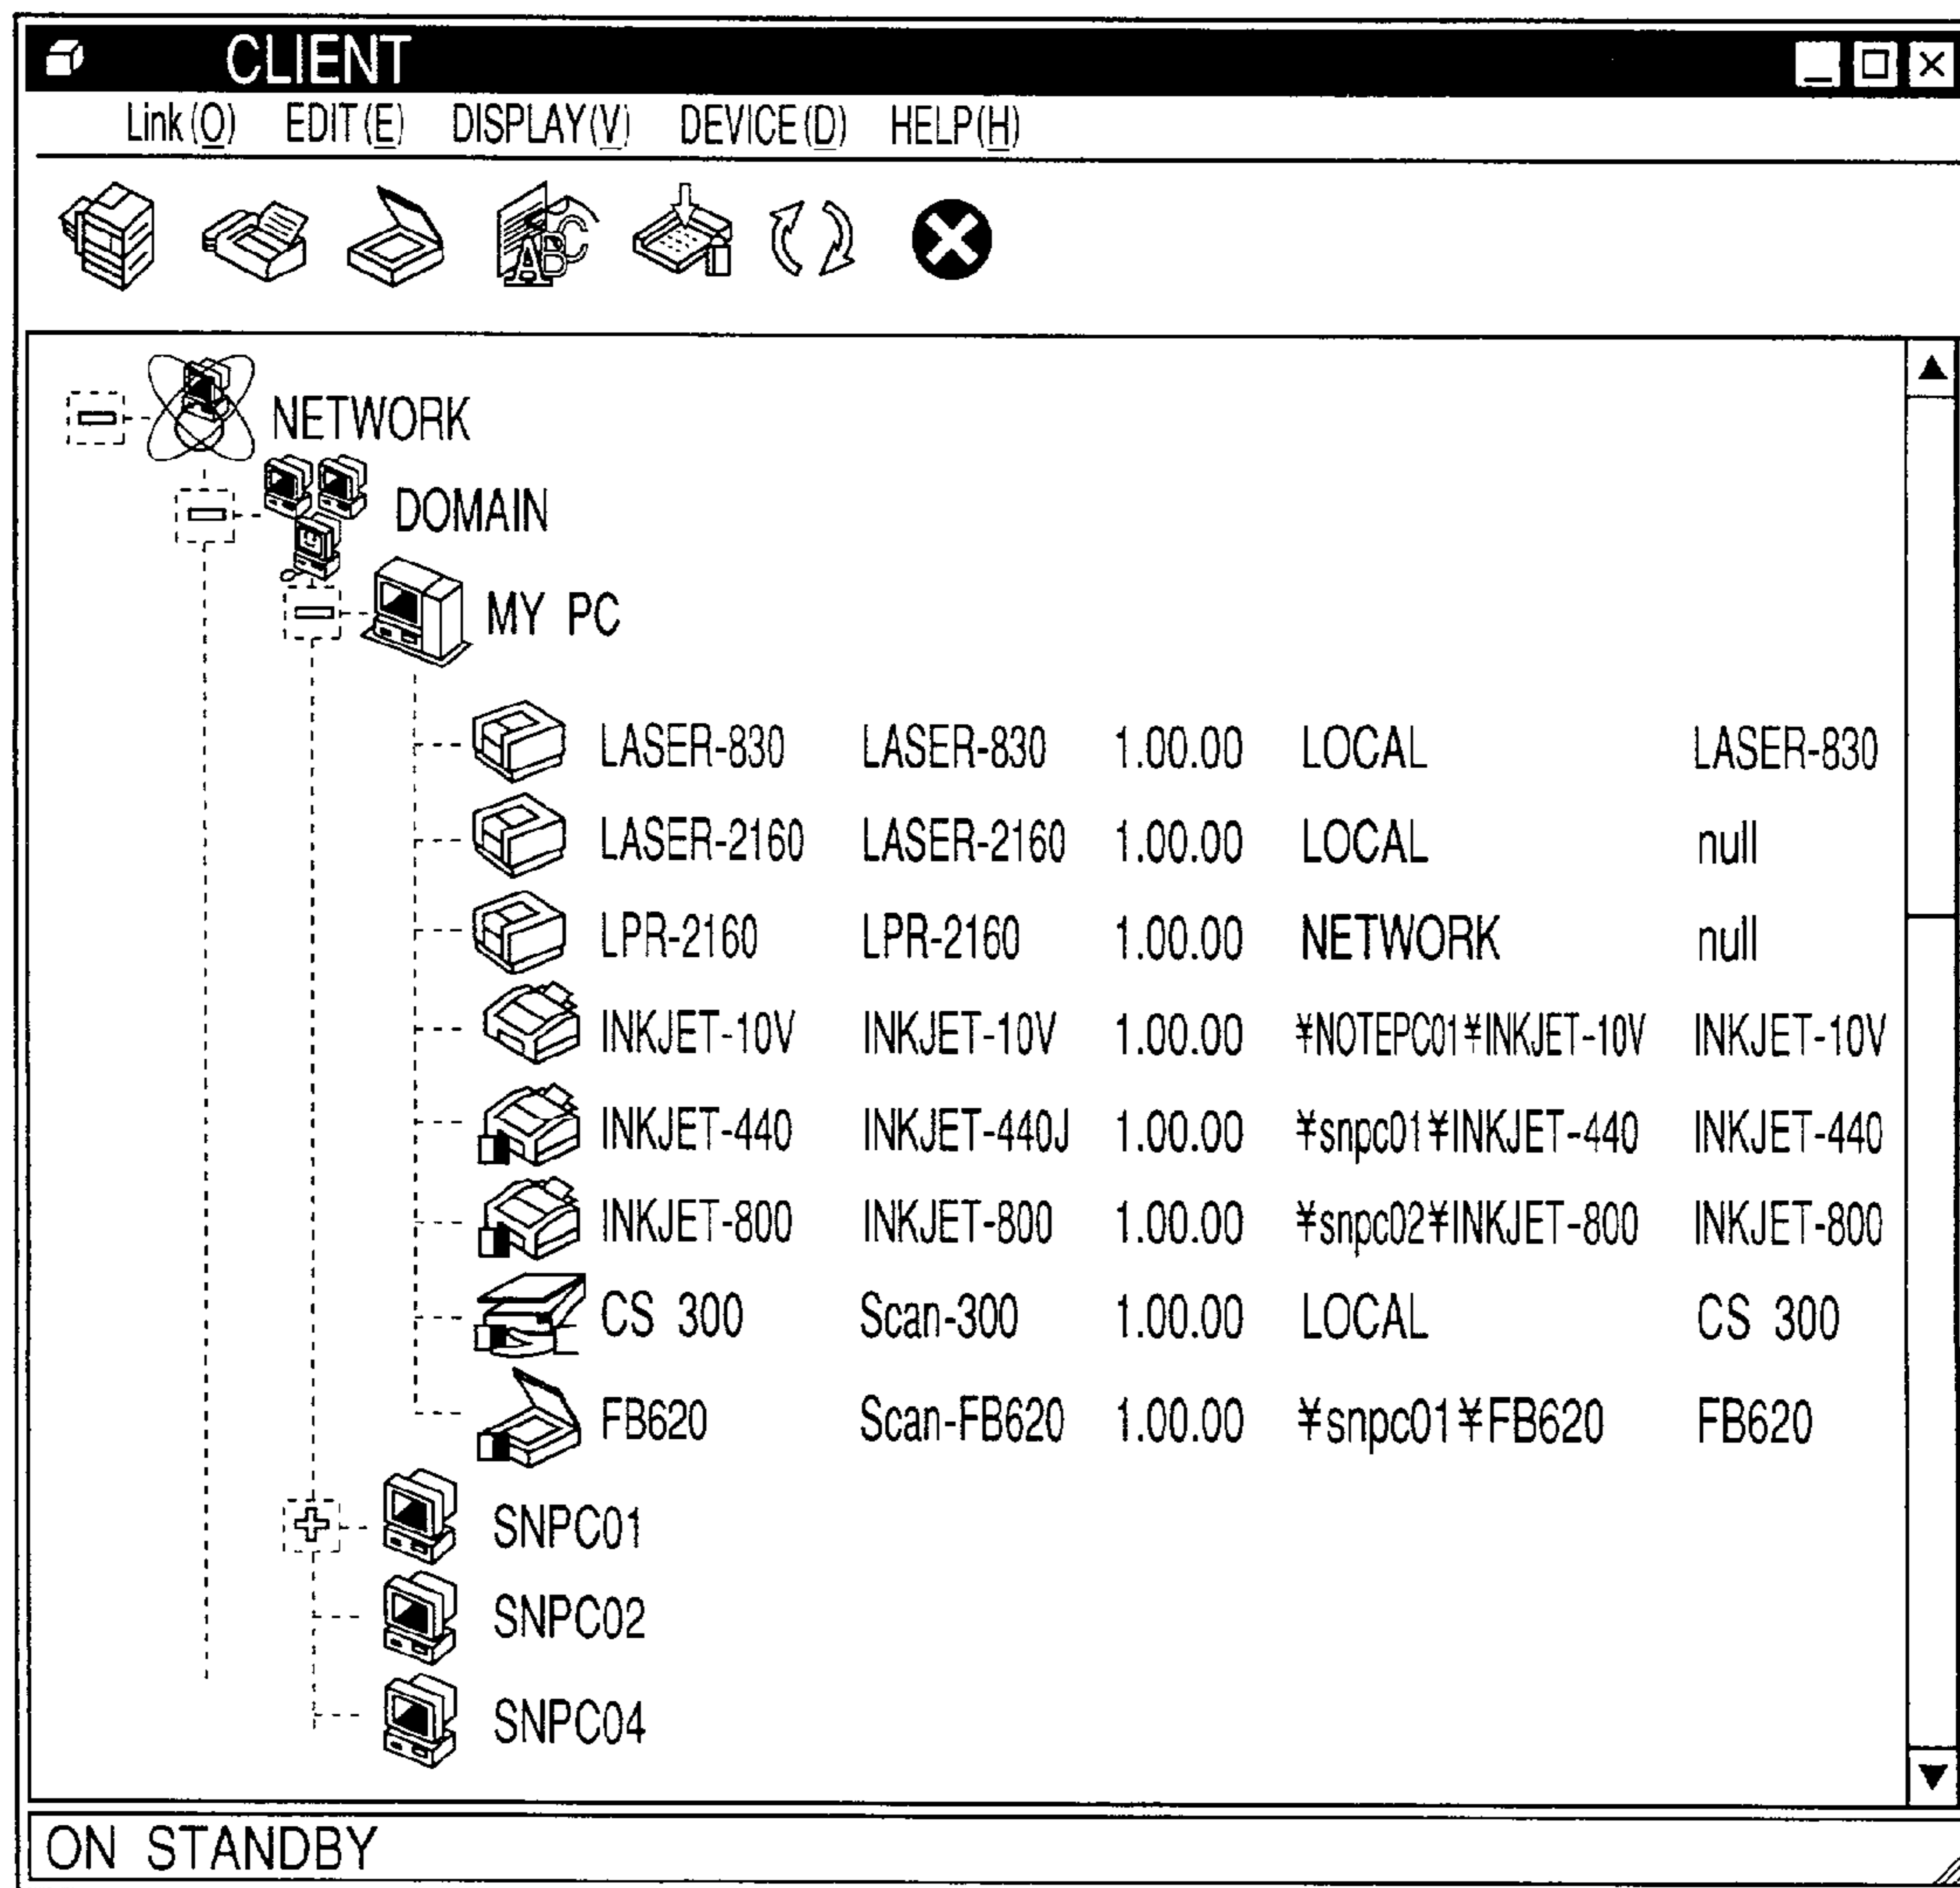 CLIENT
Link(O) EDIT(E) DISPLAY(V) DEVICE(D) HELP(H)
ABC
NETWORK
DOMAIN
MY PC
LASER-830 LASER-830 1.00.00 LOCAL LASER-830
LASER-2160 LASER-2160 1.00.00 LOCAL null
LPR-2160 LPR-2160 1.00.00 NETWORK null
INKJET-10V INKJET-10V 1.00.00 ¥NOTEPC01¥INKJET-10V INKJET-10V
INKJET-440 INKJET-440J 1.00.00 ¥snpc01¥INKJET-440 INKJET-440
INKJET-800 INKJET-800 1.00.00 ¥snpc02¥INKJET-800 INKJET-800
CS 300 Scan-300 1.00.00 LOCAL CS 300
FB620 Scan-FB620 1.00.00 ¥snpc01¥FB620 FB620
SNPC01
SNPC02
SNPC04
ON STANDBY